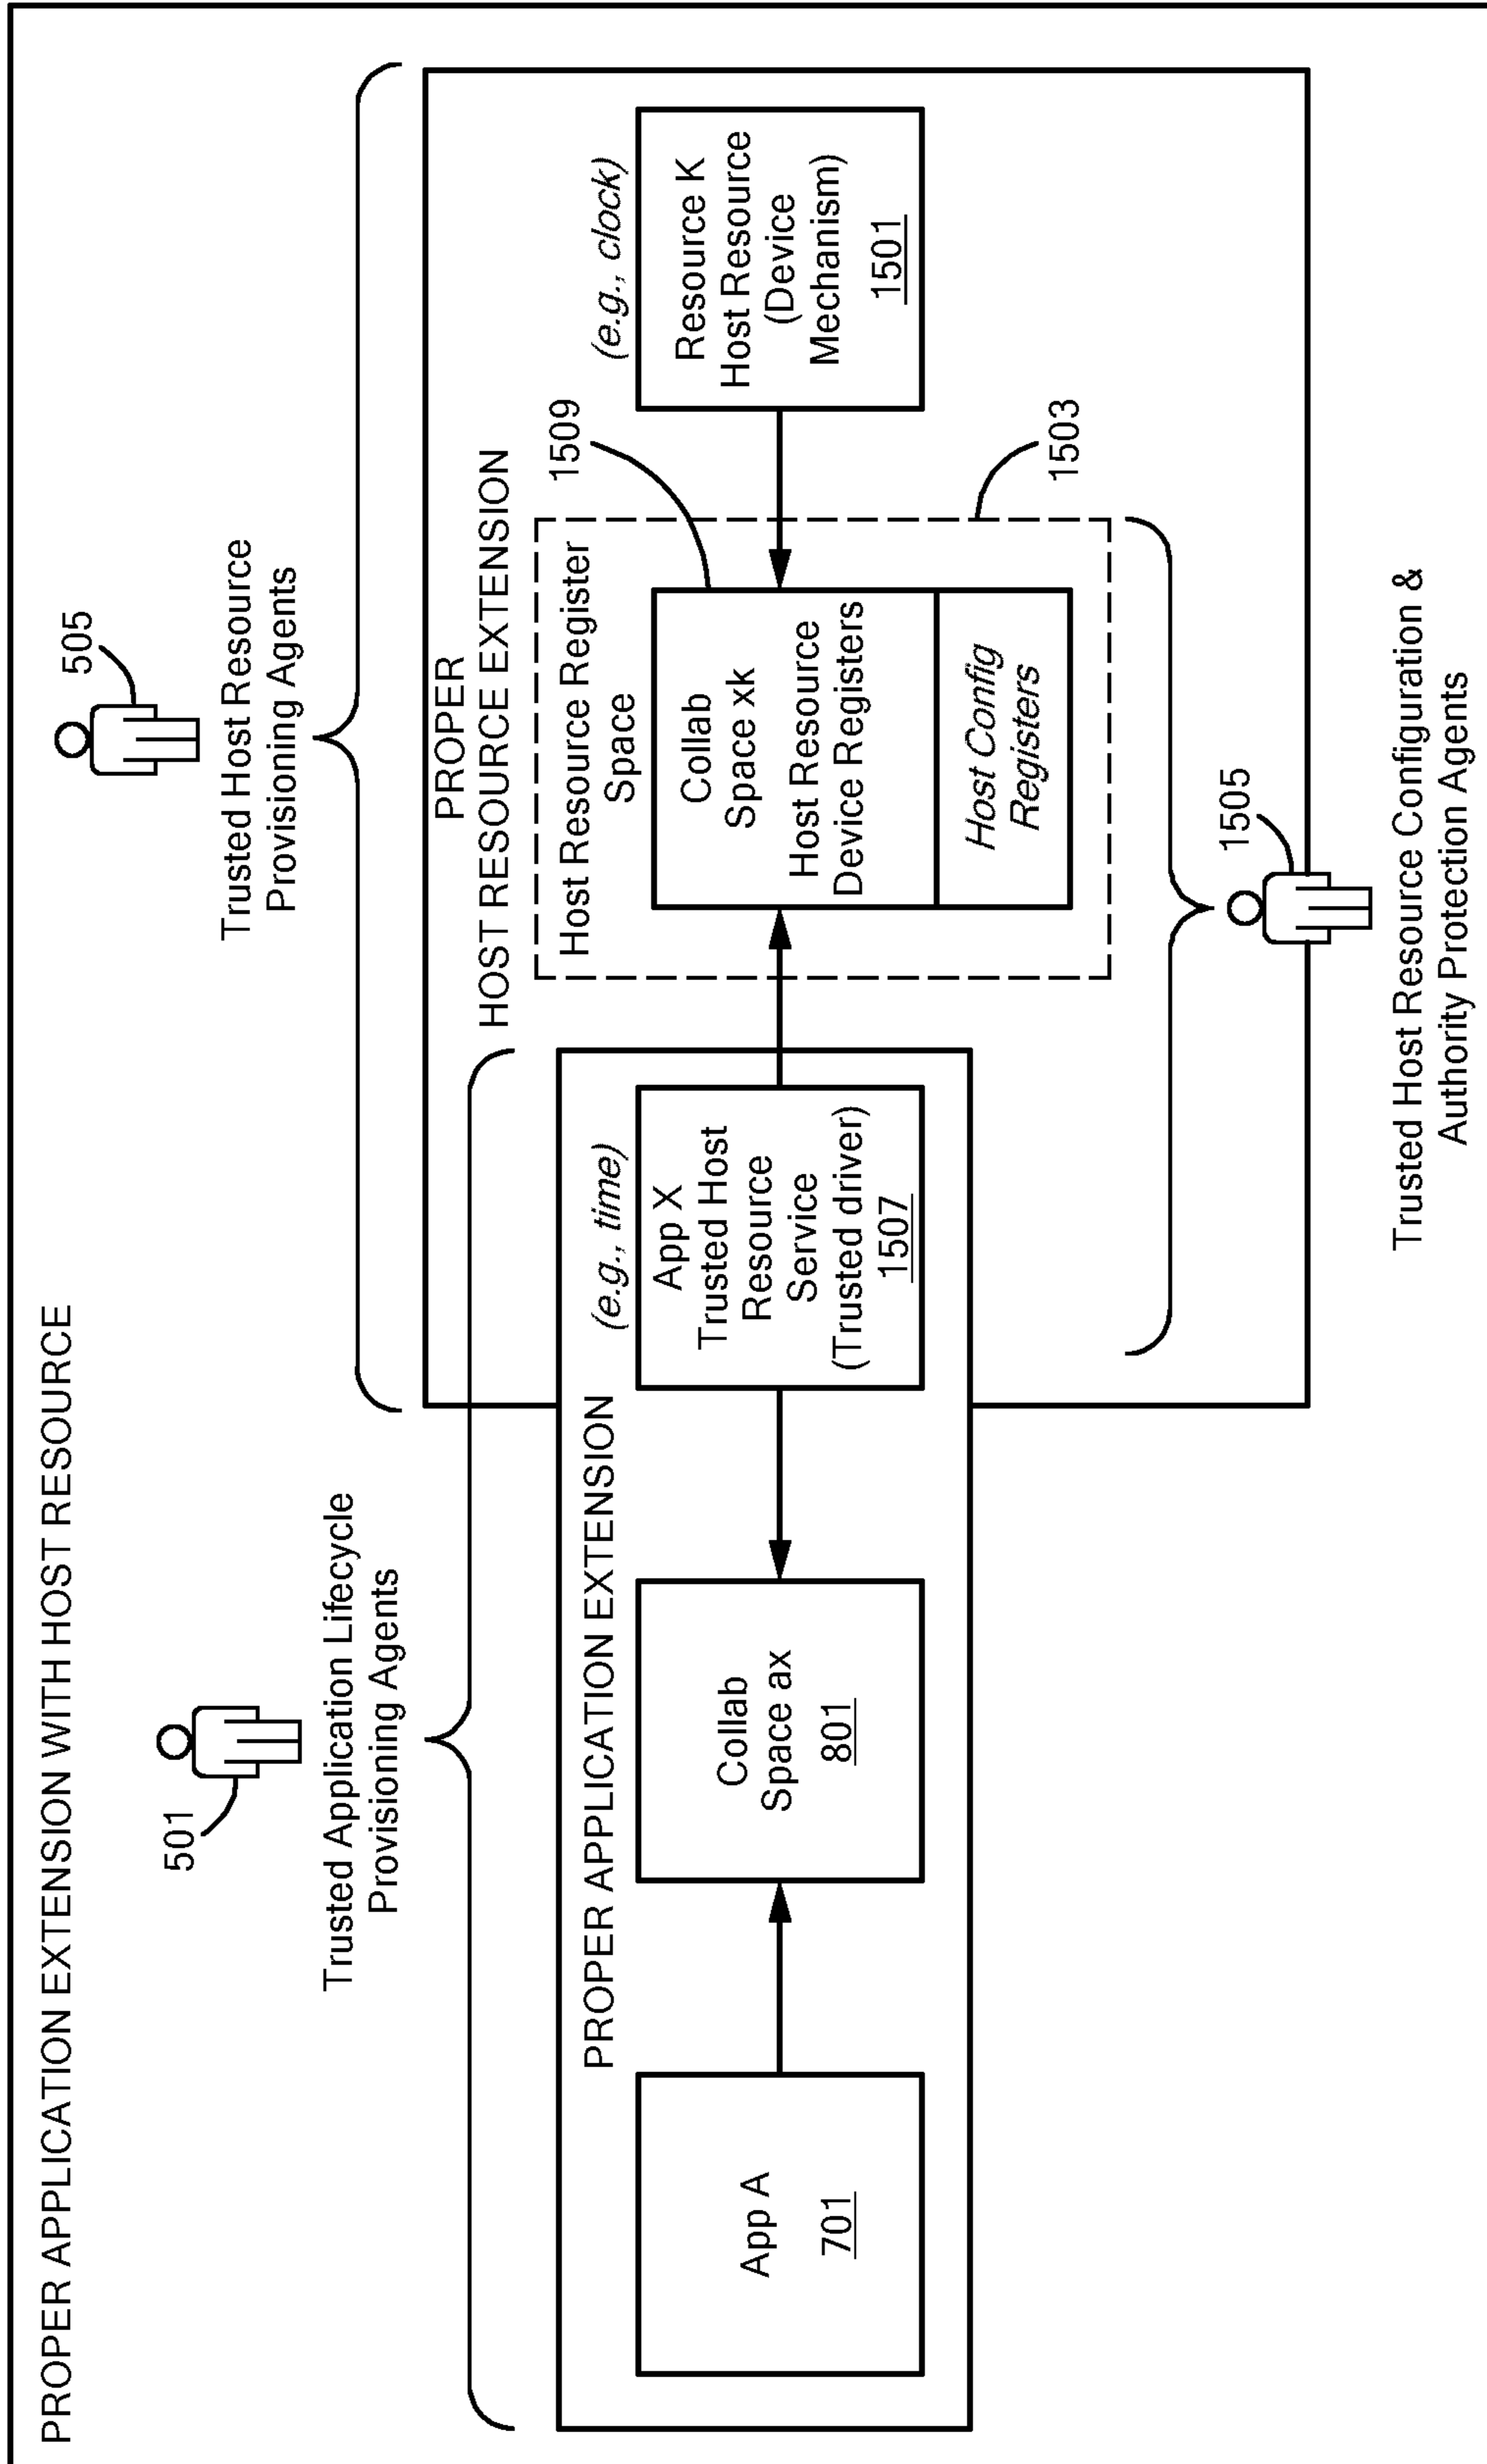 PROPER APPLICATION EXTENSION WITH HOST RESOURCE
505
Trusted Host Resource
Provisioning Agents
501
Trusted Application Lifecycle
Provisioning Agents
PROPER
HOST RESOURCE EXTENSION
PROPER APPLICATION EXTENSION
App A
701
Collab
Space ax
801
(e.g., time)
App X
Trusted Host
Resource
Service
(Trusted driver)
1507
Host Resource Register
Space
1509
Collab
Space xk
Host Resource
Device Registers
Host Config
Registers
(e.g., clock)
Resource K
Host Resource
(Device
Mechanism)
1501
1503
1505
Trusted Host Resource Configuration &
Authority Protection Agents